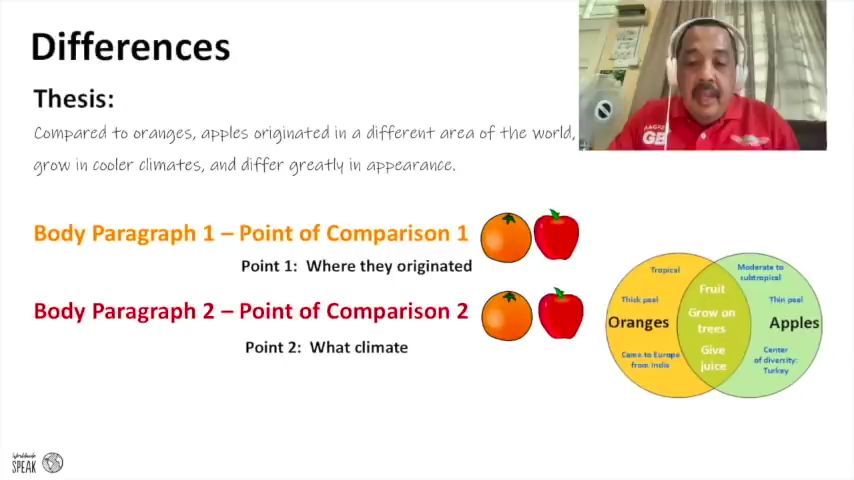 Differences
Thesis:
Compared to oranges, apples originated in a different area of the world,
grow in cooler climates, and differ greatly in appearance.
Body Paragraph 1 – Point of Comparison 1
Point 1: Where they originated
Body Paragraph 2 – Point of Comparison 2
Point 2: What climate
Tropical
Thick peel
Oranges
Came to Europe
from India
Fruit
Grow on
trees
Give
juice
Moderate to
subtropical
Thin peel
Apples
Center
of diversity:
Turkey
Worldwide
SPEAK
GB